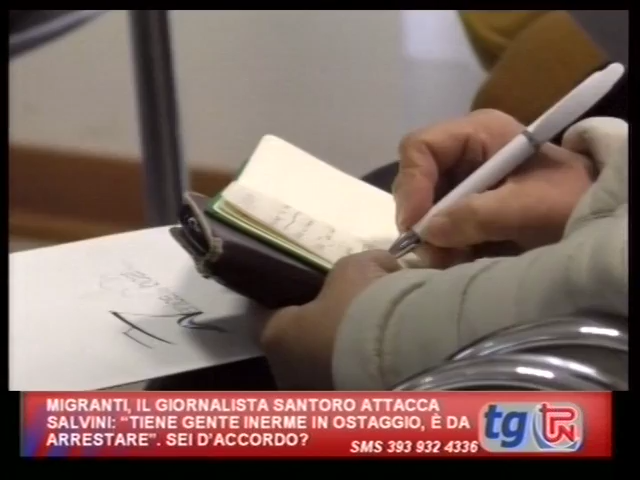 MIGRANTI, IL GIORNALISTA SANTORO ATTACCA
SALVINI: “TIENE GENTE INERME IN OSTAGGIO, È DA
ARRESTARE”. SEI D’ACCORDO?
SMS 393 932 4336
tg TPN